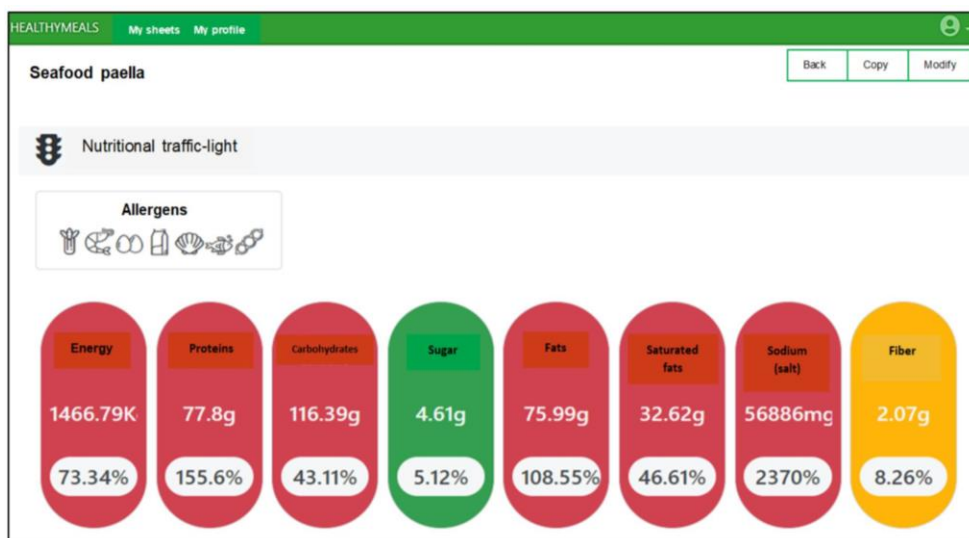 HEALTHYMEALS My sheets My profile
Seafood paella
Back Copy Modify
Nutritional traffic-light
Allergens
Energy Proteins Carbohydrates Sugar Fats Saturated fats Sodium (salt) Fiber
1466.79K 77.8g 116.39g 4.61g 75.99g 32.62g 56886mg 2.07g
73.34% 155.6% 43.11% 5.12% 108.55% 46.61% 2370% 8.26%